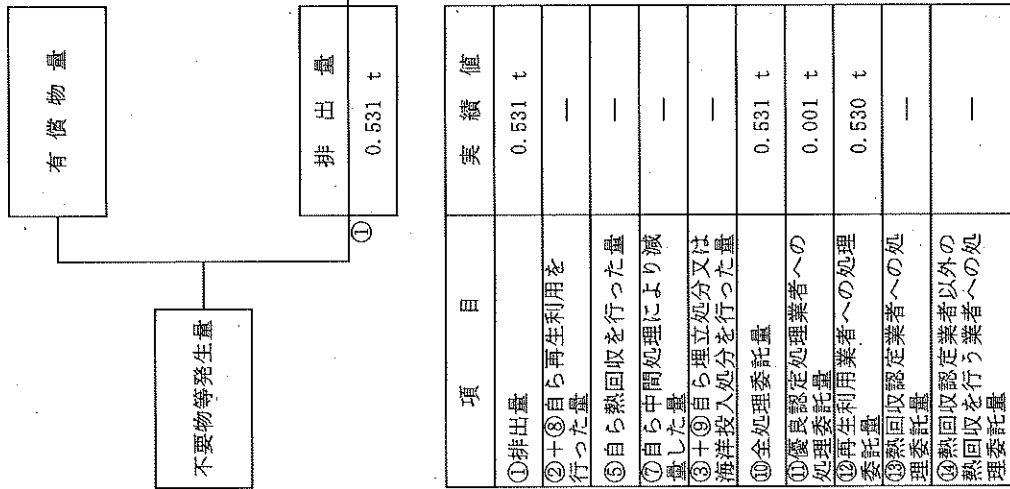 不要物等発生量
有償物量
排出量
① 0.531 t
項目 実績値
①排出量 0.531 t
②+⑧自ら再生利用を
行った量 —
⑤自ら熱回収を行った量 —
⑦自ら中間処理により減
量した量 —
③+⑨自ら埋立処分又は
海洋投入処分を行った量 —
⑩全処理委託量 0.531 t
⑪優良認定処理業者への
処理委託量 0.001 t
⑫再生利用業者への処理
委託量 0.530 t
⑬熱回収認定業者への処
理委託量 —
⑭熱回収認定業者以外の
熱回収を行う業者への処
理委託量 —